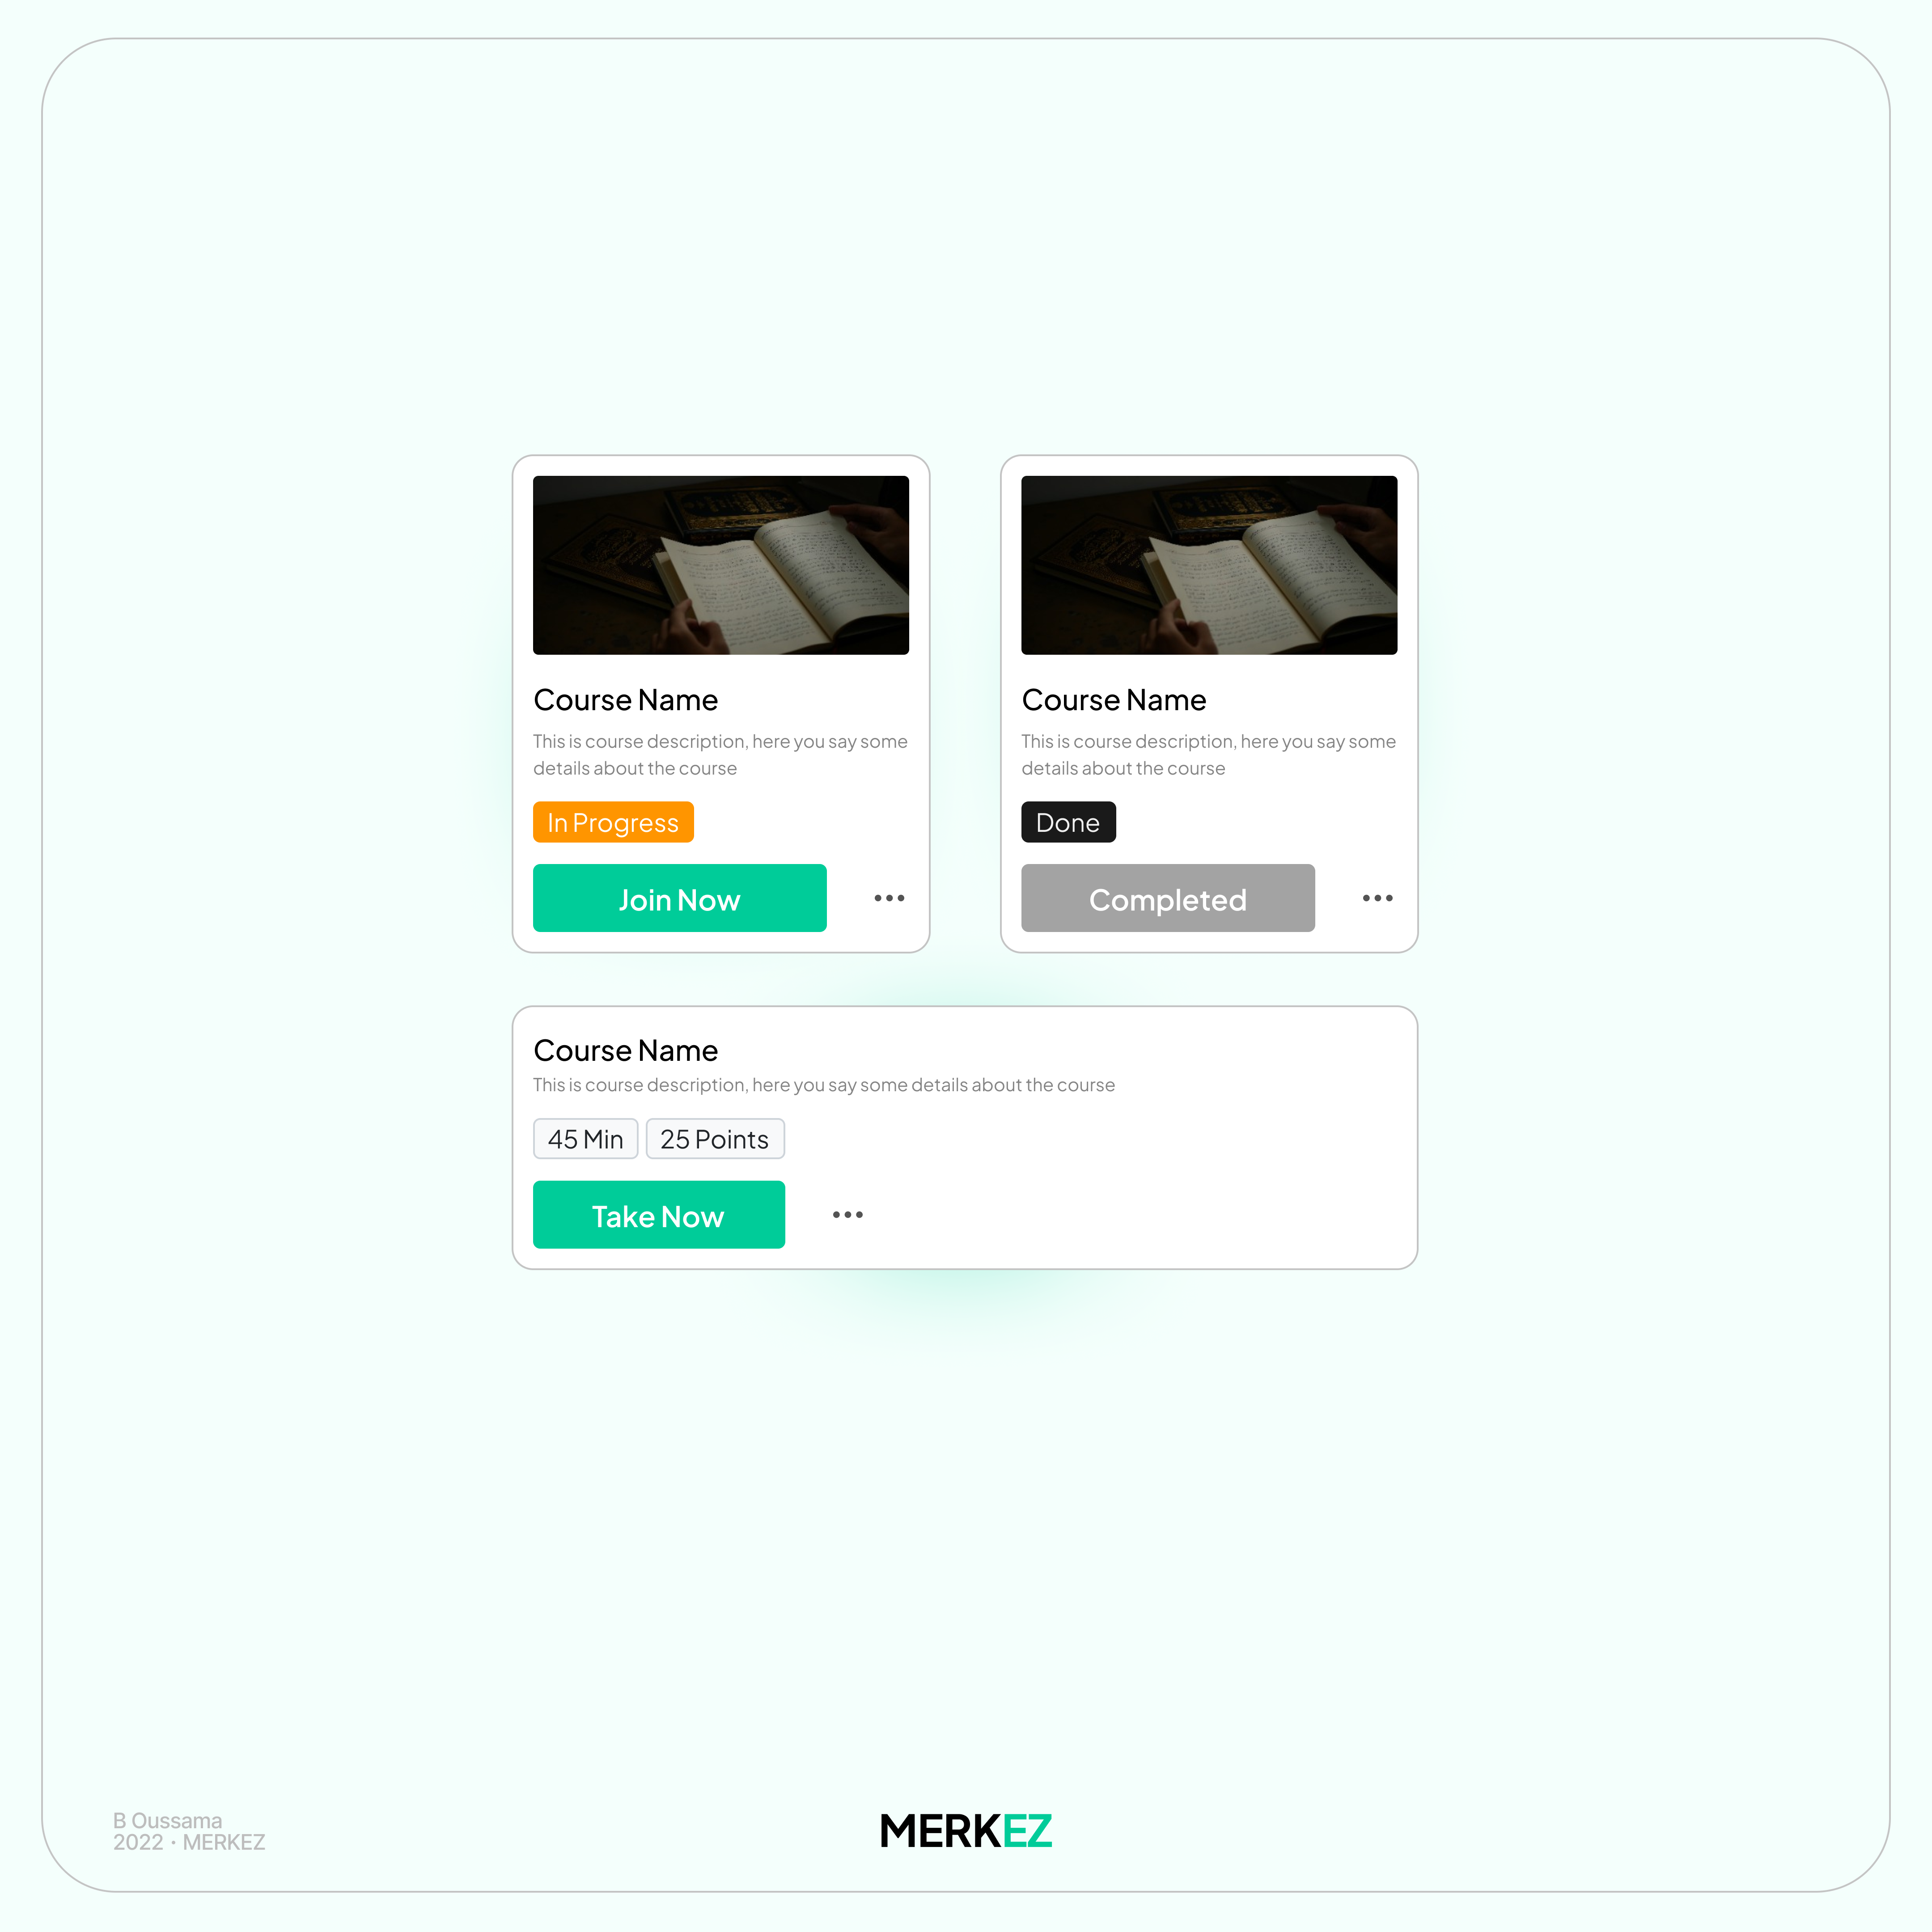 Course Name
This is course description, here you say some
details about the course
In Progress
Join Now
Course Name
This is course description, here you say some
details about the course
Done
Completed
Course Name
This is course description, here you say some details about the course
45 Min
25 Points
Take Now
B Oussama
2022 · MERKEZ
MERKEZ